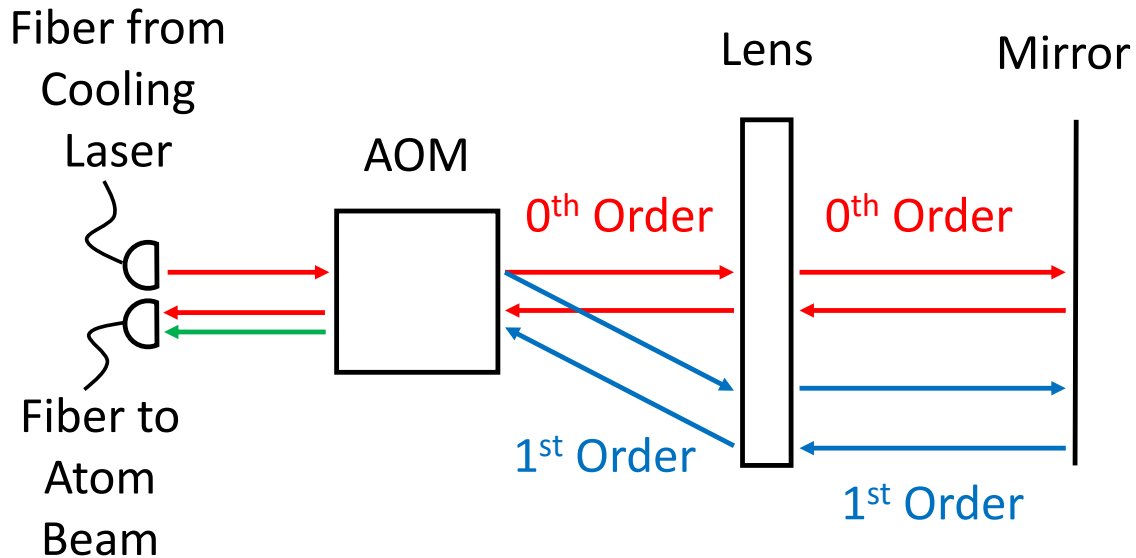 Fiber from
Cooling
Laser
AOM
Lens
Mirror
0th Order
0th Order
1st Order
1st Order
Fiber to
Atom
Beam